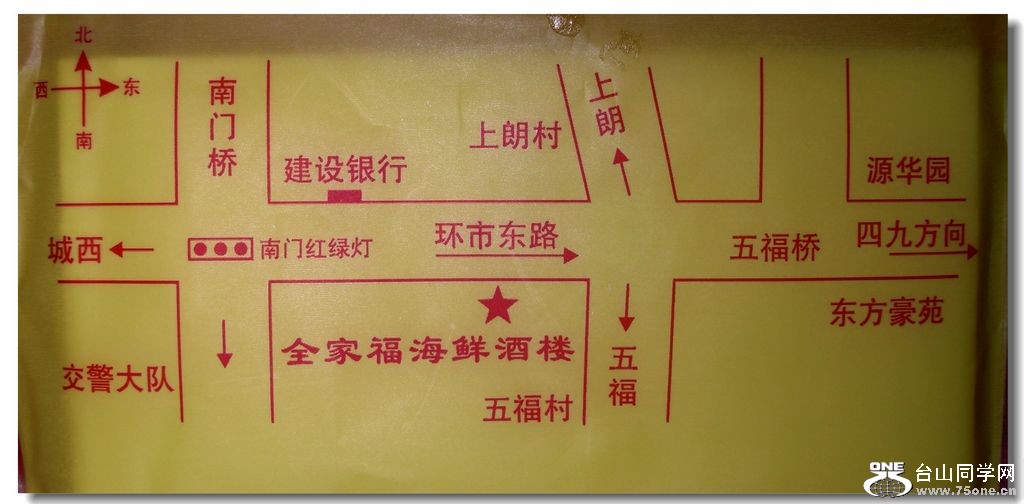 北
西 东
南
南门桥
建设银行
上朗村
上朗
源华园
城西
南门红绿灯
环市东路
五福桥
四九方向
全家福海鲜酒楼
东方豪苑
交警大队
五福村
五福
ONE
台山同学网
www.75one.cn